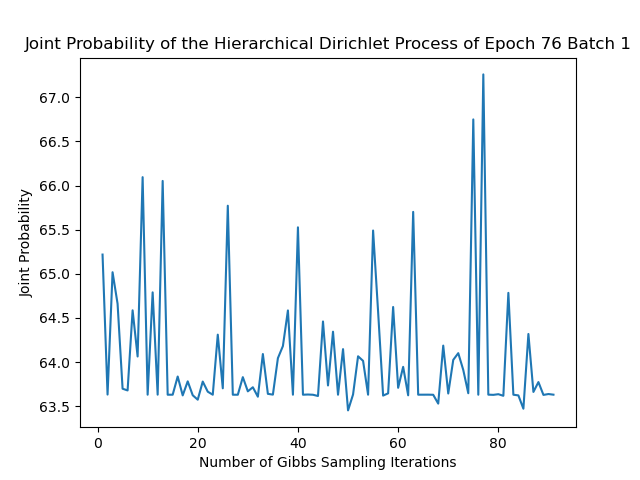 Joint Probability of the Hierarchical Dirichlet Process of Epoch 76 Batch 1
67.0
66.5
66.0
65.5
65.0
64.5
64.0
63.5
Joint Probability
0 20 40 60 80
Number of Gibbs Sampling Iterations